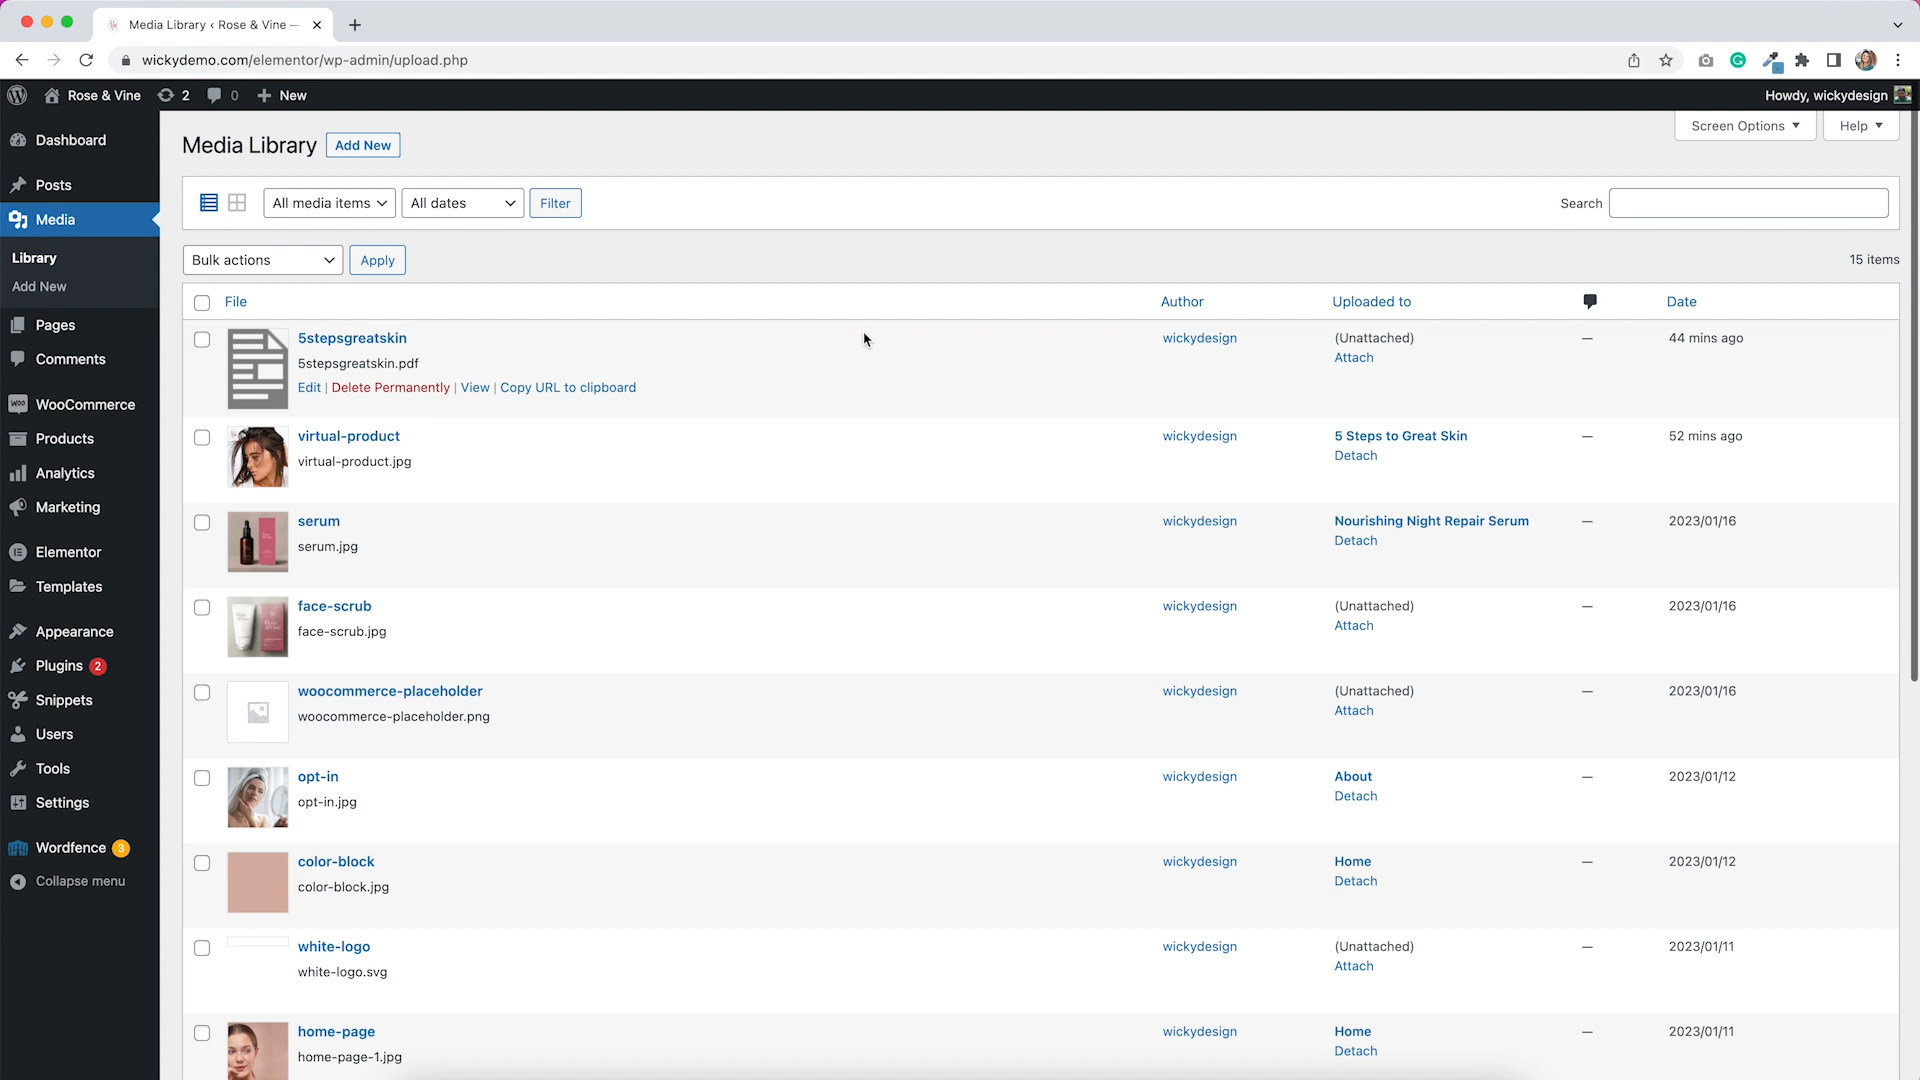 Media Library ‹ Rose & Vine —
wickydemo.com/elementor/wp-admin/upload.php
Rose & Vine 2 0 New Howdy, wickydesign
Dashboard
Posts
Media
Library
Add New
Pages
Comments
WooCommerce
Products
Analytics
Marketing
Elementor
Templates
Appearance
Plugins 2
Snippets
Users
Tools
Settings
Wordfence 3
Collapse menu
Screen Options Help
Media Library Add New
All media items All dates Filter Search
Bulk actions Apply 15 items
File Author Uploaded to Date
5stepsgreatskin wickydesign (Unattached) — 44 mins ago
5stepsgreatskin.pdf Attach
Edit | Delete Permanently | View | Copy URL to clipboard
virtual-product wickydesign 5 Steps to Great Skin — 52 mins ago
virtual-product.jpg Detach
serum wickydesign Nourishing Night Repair Serum — 2023/01/16
serum.jpg Detach
face-scrub wickydesign (Unattached) — 2023/01/16
face-scrub.jpg Attach
woocommerce-placeholder wickydesign (Unattached) — 2023/01/16
woocommerce-placeholder.png Attach
opt-in wickydesign About — 2023/01/12
opt-in.jpg Detach
color-block wickydesign Home — 2023/01/12
color-block.jpg Detach
white-logo wickydesign (Unattached) — 2023/01/11
white-logo.svg Attach
home-page wickydesign Home — 2023/01/11
home-page-1.jpg Detach